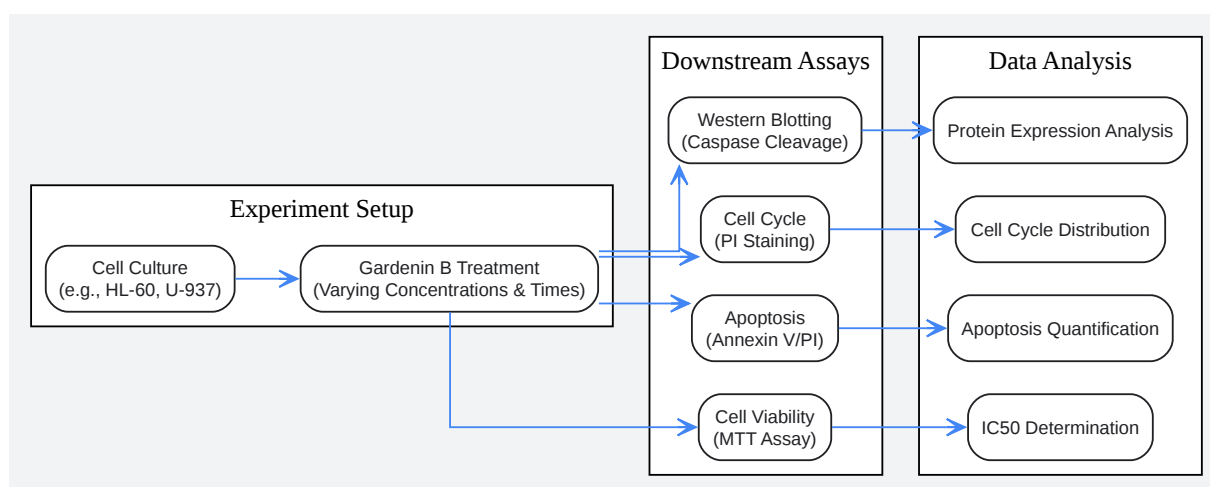 Experiment Setup
Cell Culture
(e.g., HL-60, U-937)
Gardenin B Treatment
(Varying Concentrations & Times)
Downstream Assays
Western Blotting
(Caspase Cleavage)
Cell Cycle
(PI Staining)
Apoptosis
(Annexin V/PI)
Cell Viability
(MTT Assay)
Data Analysis
Protein Expression Analysis
Cell Cycle Distribution
Apoptosis Quantification
IC50 Determination